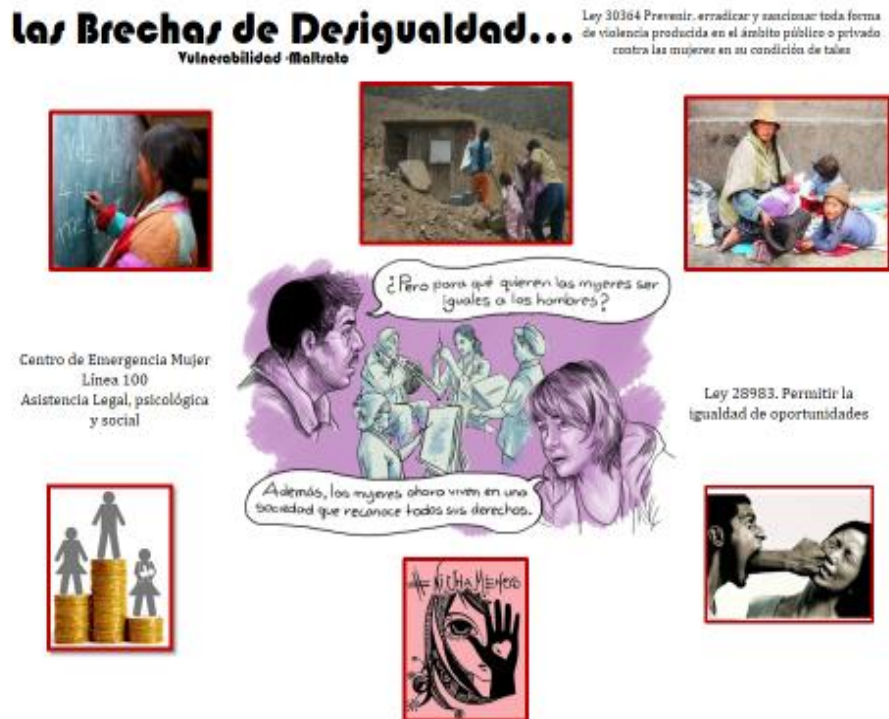 Las Brechas de Desigualdad...
Vulnerabilidad -Maltrato
Ley 30364 Prevenir, erradicar y sancionar toda forma
de violencia producida en el ámbito público o privado
contra las mujeres en su condición de tales
¿Pero para qué quieren las mujeres ser
iguales a los hombres?
Centro de Emergencia Mujer
Línea 100
Asistencia Legal, psicológica
y social
Ley 28983. Permitir la
igualdad de oportunidades
Además, las mujeres ahora viven en una
sociedad que reconoce todos sus derechos.
#NiUNAMENOS